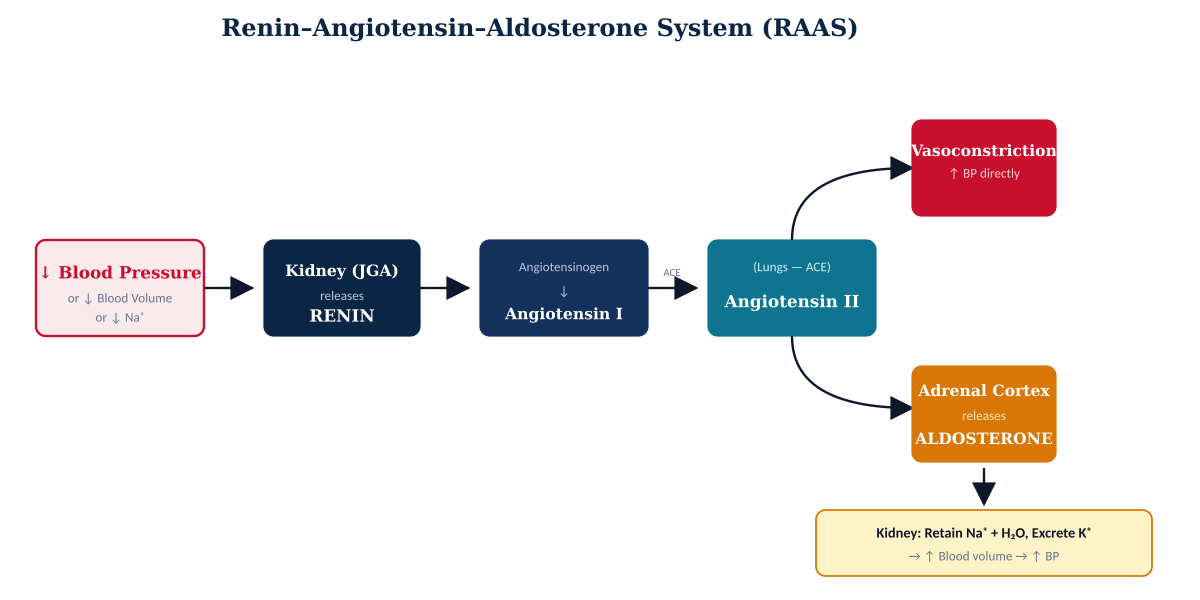 Renin–Angiotensin–Aldosterone System (RAAS)
Vasoconstriction
↑ BP directly
↓ Blood Pressure
or ↓ Blood Volume
or ↓ Na⁺
Kidney (JGA)
releases
RENIN
Angiotensinogen
↓
Angiotensin I
ACE
(Lungs — ACE)
Angiotensin II
Adrenal Cortex
releases
ALDOSTERONE
Kidney: Retain Na⁺ + H₂O, Excrete K⁺
→ ↑ Blood volume → ↑ BP